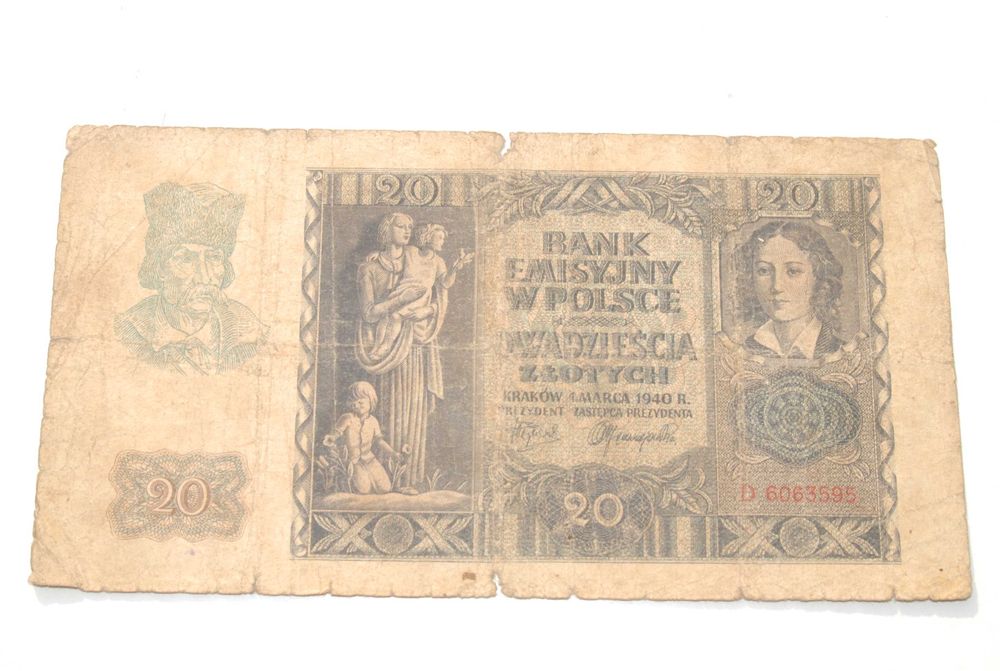 20
20
BANK
EMISYJNY
W POLSCE
DWADZIEŚCIA
ZŁOTYCH
KRAKÓW 1. MARCA 1940 R.
PREZYDENT ZASTĘPCA PREZYDENTA
D 6063595
20
20